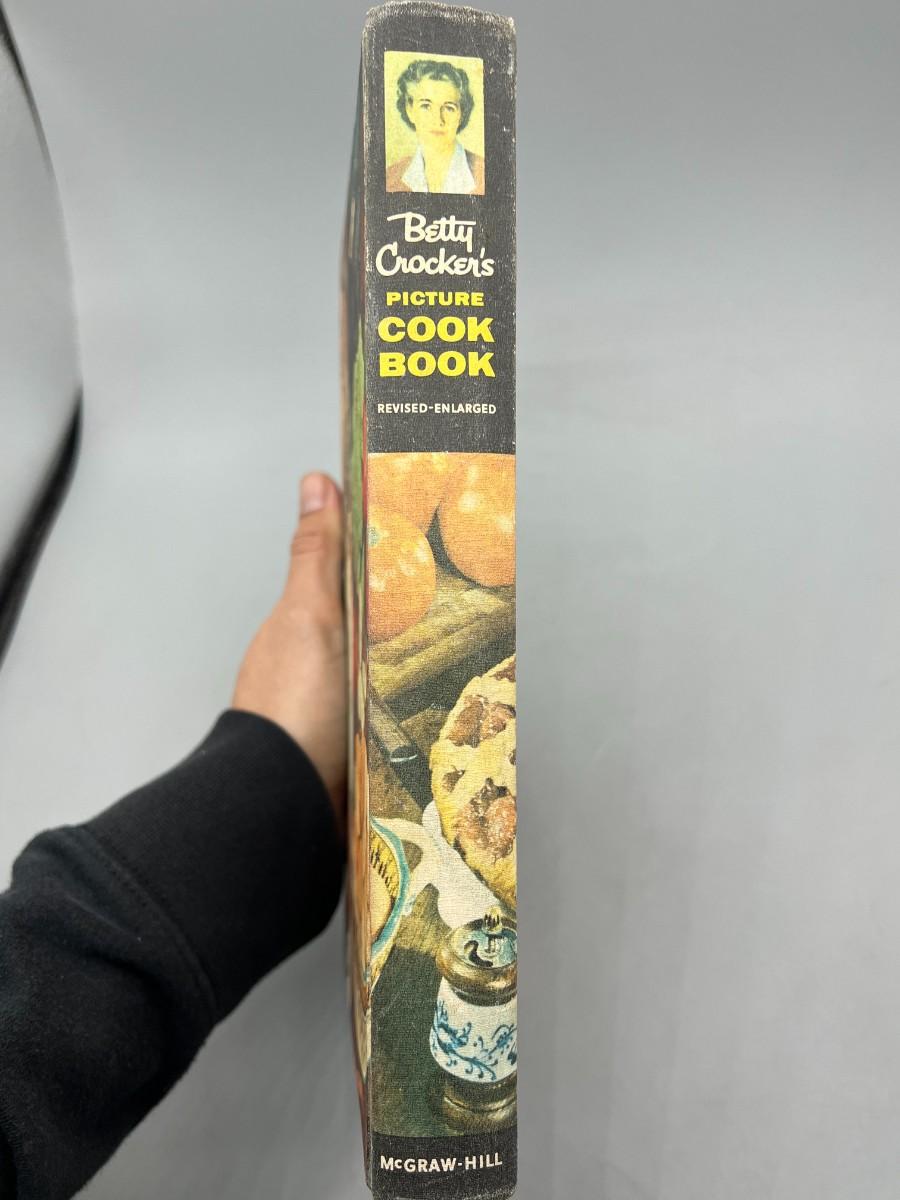 Betty
Crocker's
PICTURE
COOK
BOOK
REVISED-ENLARGED
McGRAW-HILL